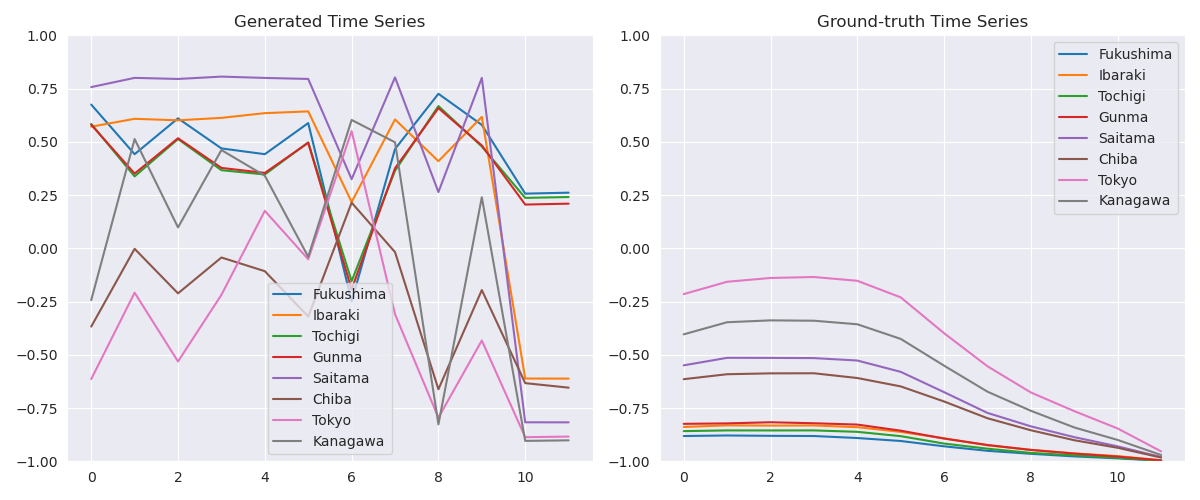 Generated Time Series
1.00
0.75
0.50
0.25
0.00
−0.25
−0.50
−0.75
−1.00
0 2 4 6 8 10
Fukushima
Ibaraki
Tochigi
Gunma
Saitama
Chiba
Tokyo
Kanagawa
Ground-truth Time Series
1.00
0.75
0.50
0.25
0.00
−0.25
−0.50
−0.75
−1.00
0 2 4 6 8 10
Fukushima
Ibaraki
Tochigi
Gunma
Saitama
Chiba
Tokyo
Kanagawa